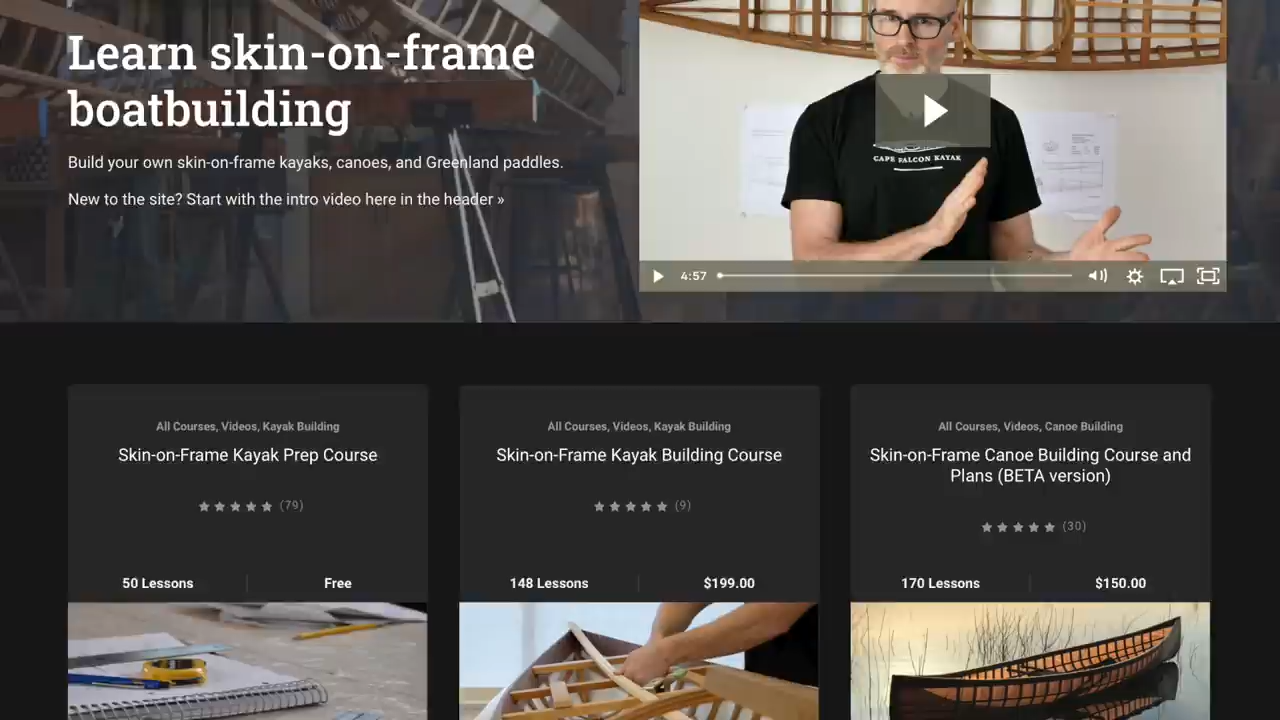 Learn skin-on-frame
boatbuilding
Build your own skin-on-frame kayaks, canoes, and Greenland paddles.
New to the site? Start with the intro video here in the header »
CAPE FALCON KAYAK
4:57
All Courses, Videos, Kayak Building
Skin-on-Frame Kayak Prep Course
(79)
50 Lessons
Free
All Courses, Videos, Kayak Building
Skin-on-Frame Kayak Building Course
(9)
148 Lessons
$199.00
All Courses, Videos, Canoe Building
Skin-on-Frame Canoe Building Course and
Plans (BETA version)
(30)
170 Lessons
$150.00